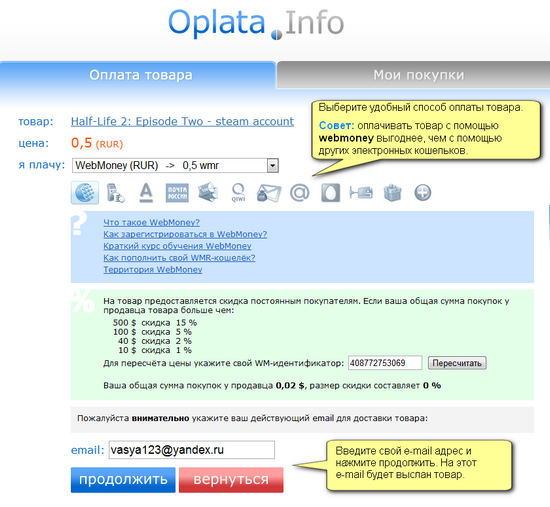 Oplata.Info
Оплата товара
Мои покупки
Выберите удобный способ оплаты товара.
Совет: оплачивать товар с помощью
webmoney выгоднее, чем с помощью
других электронных кошельков.
товар: Half-Life 2: Episode Two - steam account
цена: 0,5 (RUR)
я плачу: WebMoney (RUR) -> 0,5 wmr
ПОЧТА РОССИИ
QIWI
?
Что такое WebMoney?
Как зарегистрироваться в WebMoney?
Краткий курс обучения WebMoney
Как пополнить свой WMR-кошелёк?
Территория WebMoney
%
На товар предоставляется скидка постоянным покупателям. Если ваша общая сумма покупок у
продавца товара больше чем:
500 $ скидка 15 %
100 $ скидка 5 %
40 $ скидка 2 %
10 $ скидка 1 %
Для пересчёта цены укажите свой WM-идентификатор: 408772753069 Пересчитать
Ваша общая сумма покупок у продавца 0,02 $, размер скидки составляет 0 %
Пожалуйста внимательно укажите ваш действующий email для доставки товара:
email: vasya123@yandex.ru
продолжить
вернуться
Введите свой e-mail адрес и
нажмите продолжить. На этот
e-mail будет выслан товар.